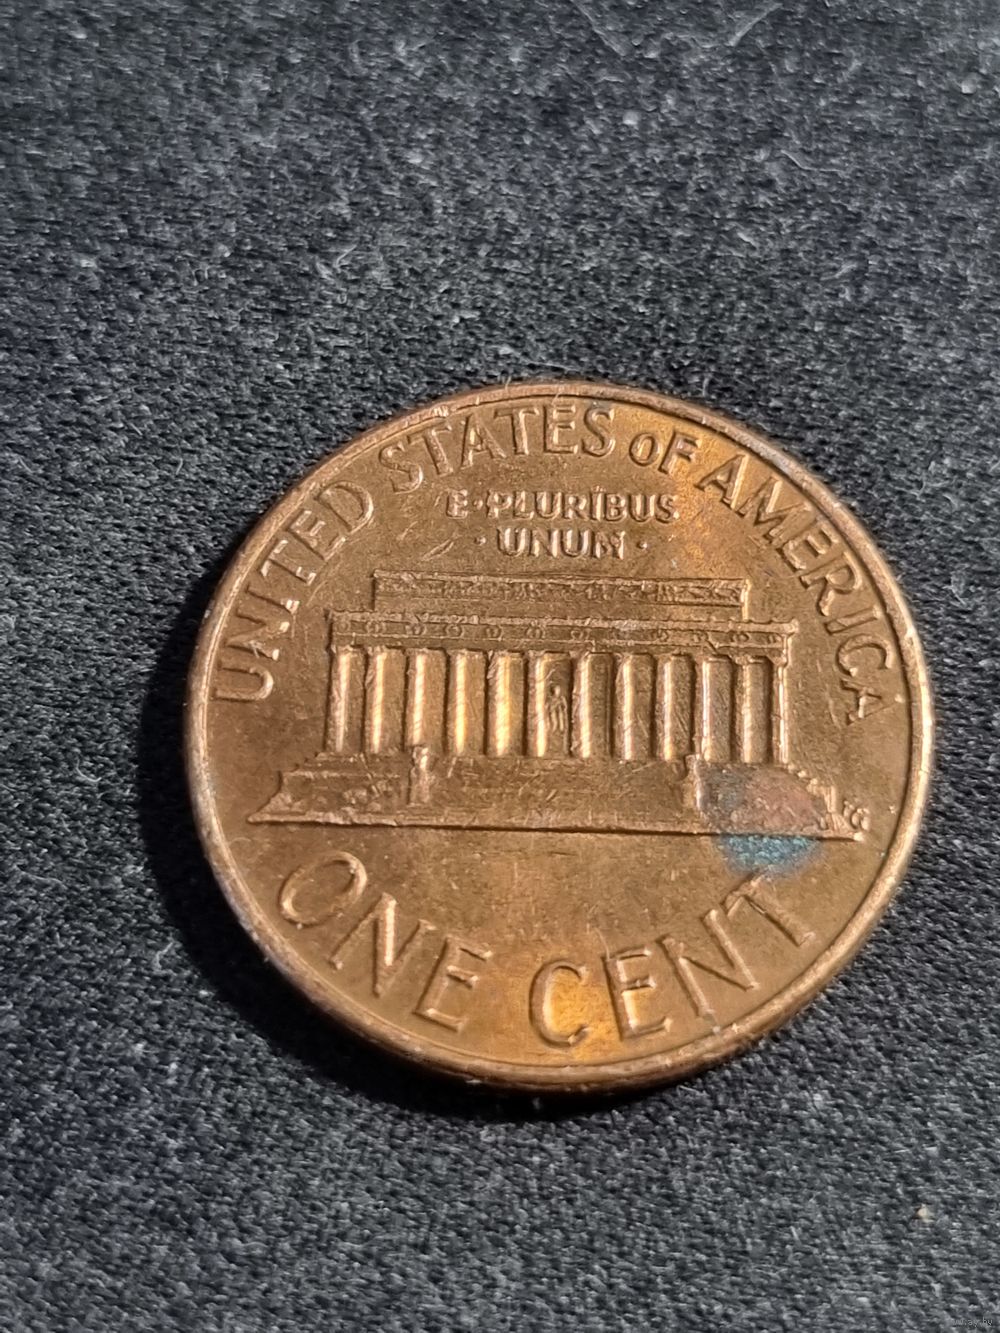 UNITED STATES OF AMERICA
E·PLURIBUS
·UNUM·
ONE CENT